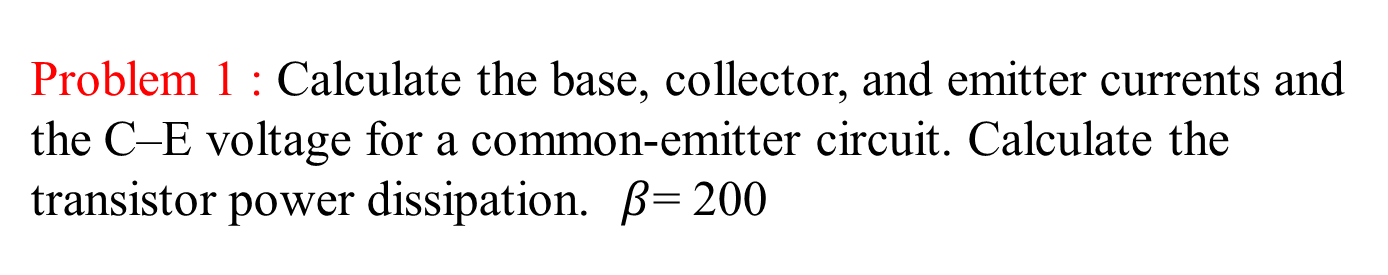 Problem 1 : Calculate the base, collector, and emitter currents and
the C–E voltage for a common-emitter circuit. Calculate the
transistor power dissipation. β= 200